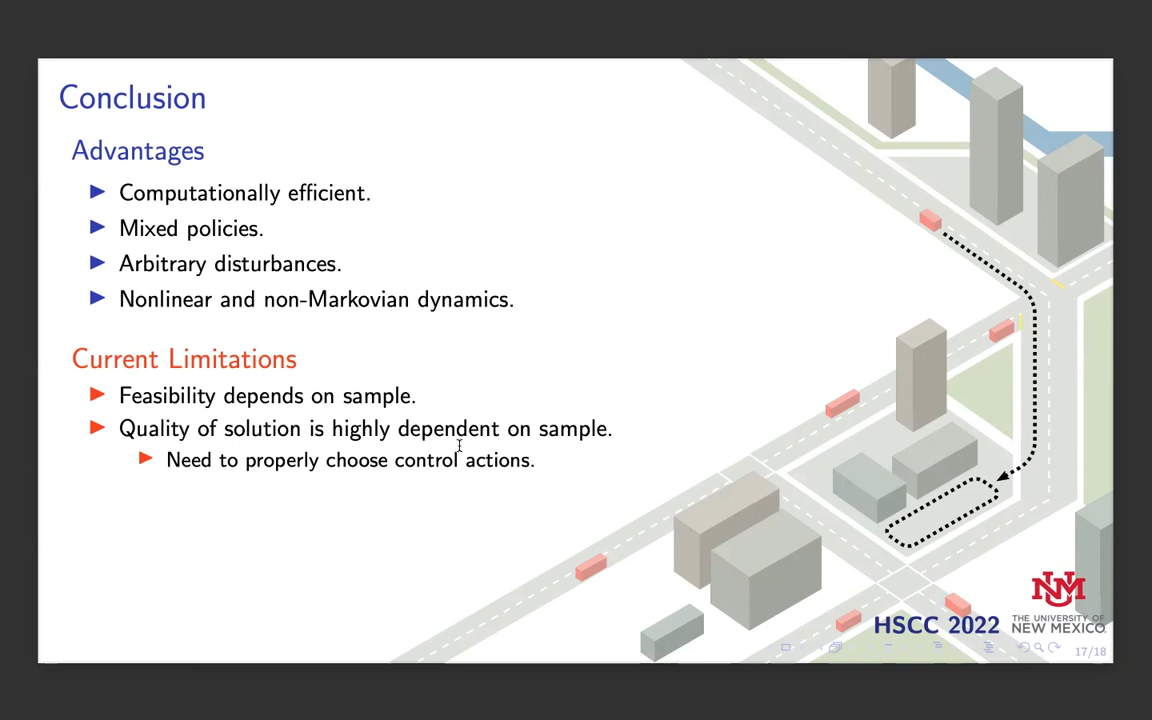 Conclusion
Advantages
Computationally efficient.
Mixed policies.
Arbitrary disturbances.
Nonlinear and non-Markovian dynamics.
Current Limitations
Feasibility depends on sample.
Quality of solution is highly dependent on sample.
Need to properly choose control actions.
HSCC 2022
UNM
THE UNIVERSITY OF
NEW MEXICO.
17/18